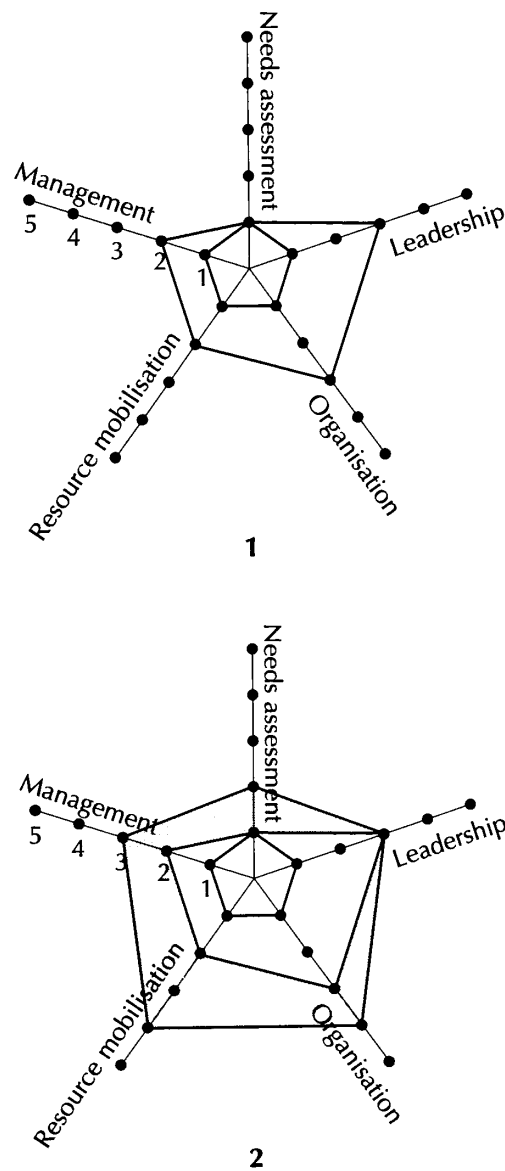 Needs assessment
Management
Leadership
5
4
3
2
1
Resource mobilisation
Organisation
1
Needs assessment
Management
5
4
3
2
1
Leadership
Resource mobilisation
Organisation
2